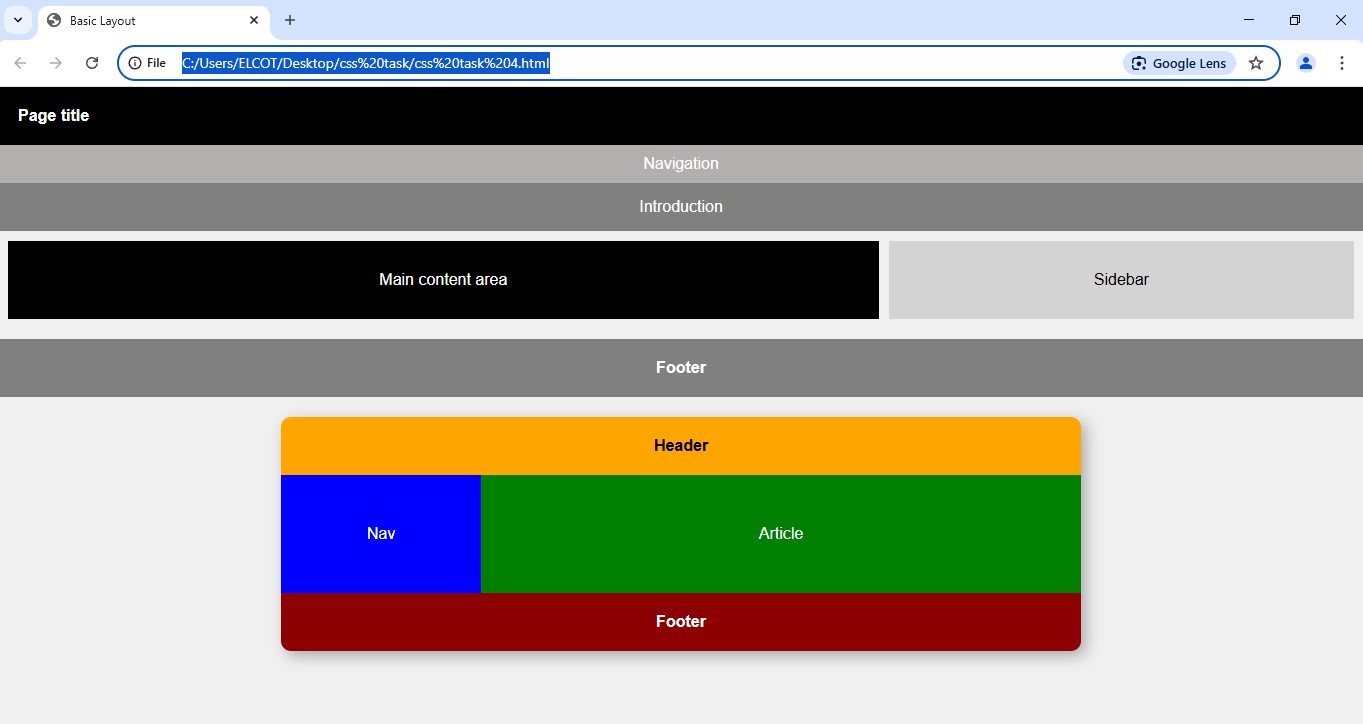 Basic Layout
File C:/Users/ELCOT/Desktop/css%20task/css%20task%204.html Google Lens
Page title
Navigation
Introduction
Main content area
Sidebar
Footer
Header
Nav
Article
Footer